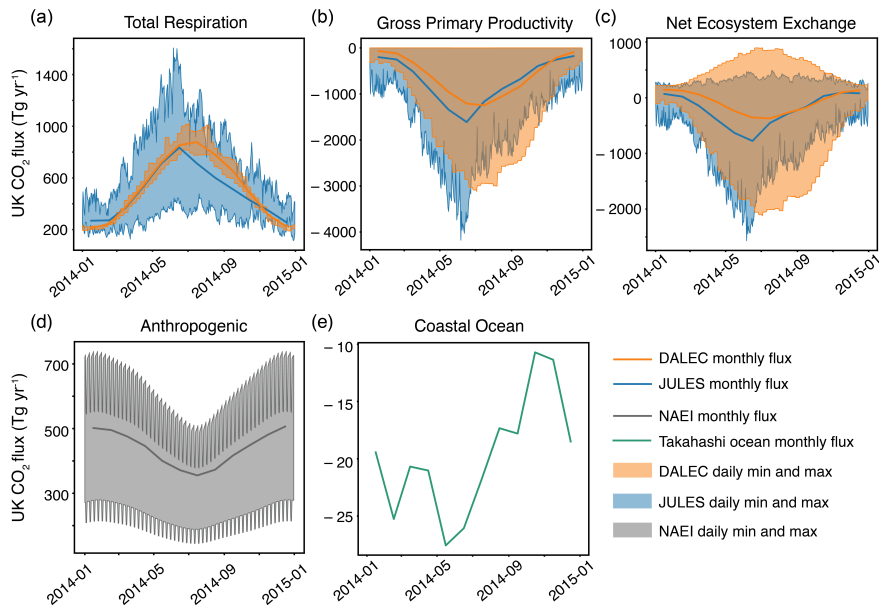 (a) Total Respiration
UK CO₂ flux (Tg yr⁻¹)
1400
1000
600
200
2014-01 2014-05 2014-09 2015-01
(b) Gross Primary Productivity
0
−1000
−2000
−3000
−4000
2014-01 2014-05 2014-09 2015-01
(c) Net Ecosystem Exchange
1000
0
−1000
−2000
2014-01 2014-05 2014-09 2015-01
(d) Anthropogenic
UK CO₂ flux (Tg yr⁻¹)
700
500
300
2014-01 2014-05 2014-09 2015-01
(e) Coastal Ocean
−10
−15
−20
−25
2014-01 2014-05 2014-09 2015-01
DALEC monthly flux
JULES monthly flux
NAEI monthly flux
Takahashi ocean monthly flux
DALEC daily min and max
JULES daily min and max
NAEI daily min and max